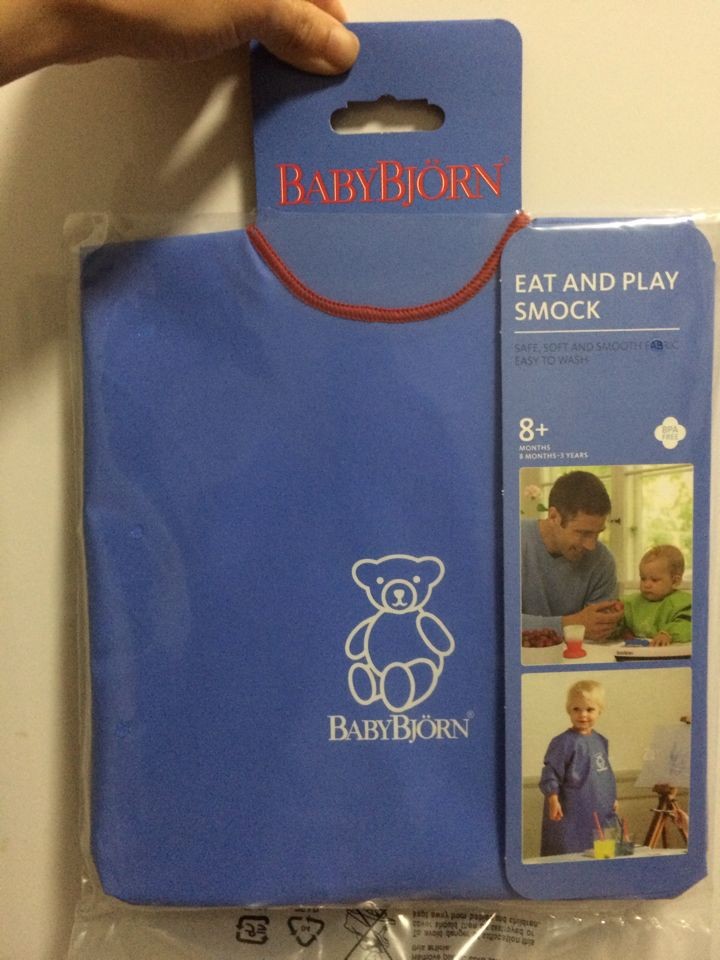 BABYBJÖRN®
EAT AND PLAY
SMOCK
SAFE, SOFT AND SMOOTH FABRIC
EASY TO WASH
8+
MONTHS
8 MONTHS-3 YEARS
BPA
FREE
BABYBJÖRN®